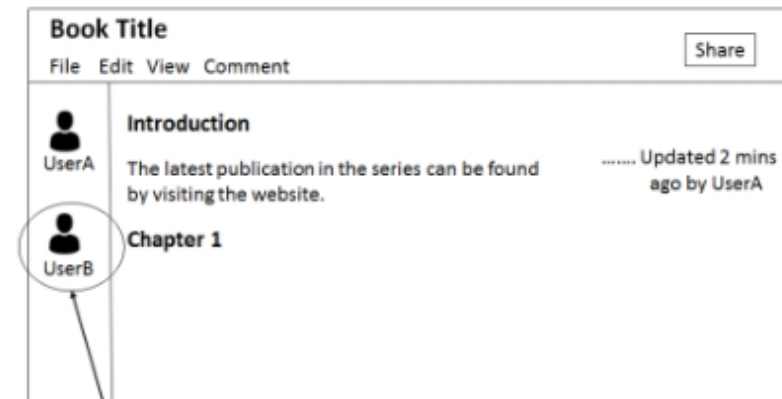 Book Title
Share
File Edit View Comment
UserA
Introduction
The latest publication in the series can be found
by visiting the website.
....... Updated 2 mins
ago by UserA
UserB
Chapter 1